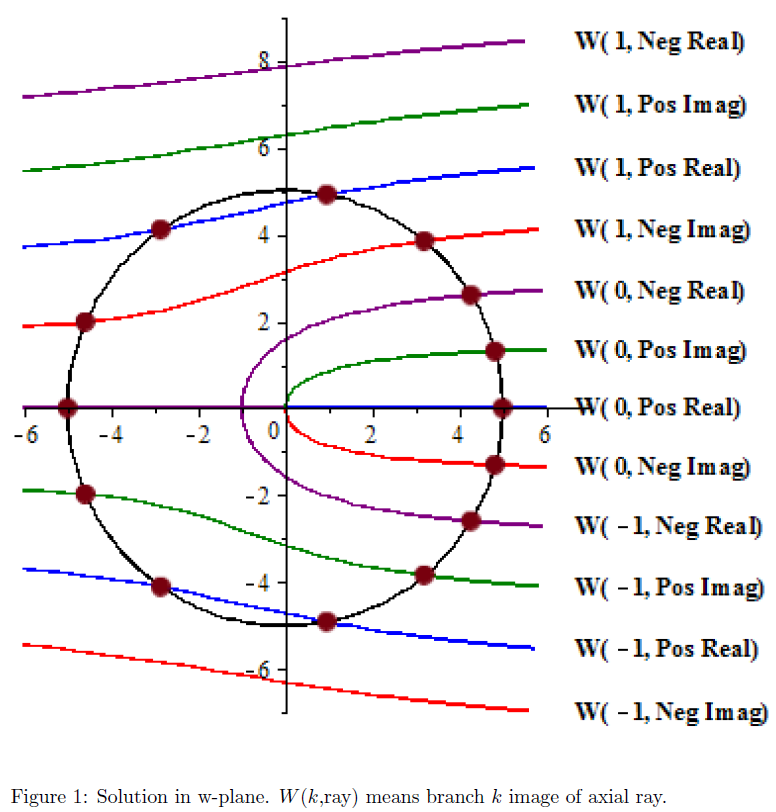 8
W( 1, Neg Real)
W( 1, Pos Imag)
6
W( 1, Pos Real)
4
W( 1, Neg Imag)
W( 0, Neg Real)
2
W( 0, Pos Imag)
W( 0, Pos Real)
−6 −4 −2 0 2 4 6
W( 0, Neg Imag)
−2
W( −1, Neg Real)
−4
W( −1, Pos Imag)
W( −1, Pos Real)
−6
W( −1, Neg Imag)
Figure 1: Solution in w-plane. W(k,ray) means branch k image of axial ray.